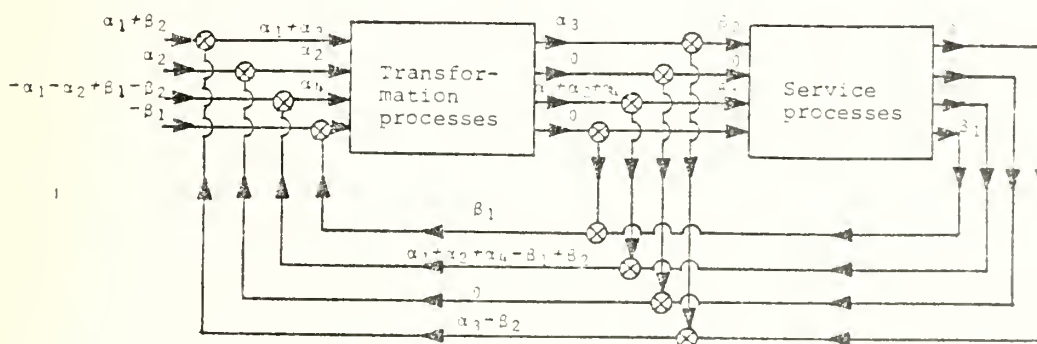 α₁+β₂
α₂
-α₁-α₂+β₁-β₂
-β₁
α₁+α₃
α₂
α₄
Transfor-
mation
processes
α₃
0
0
Service
processes
β₁
β₁
α₁+α₂+α₄-β₁+β₂
0
α₃-β₂